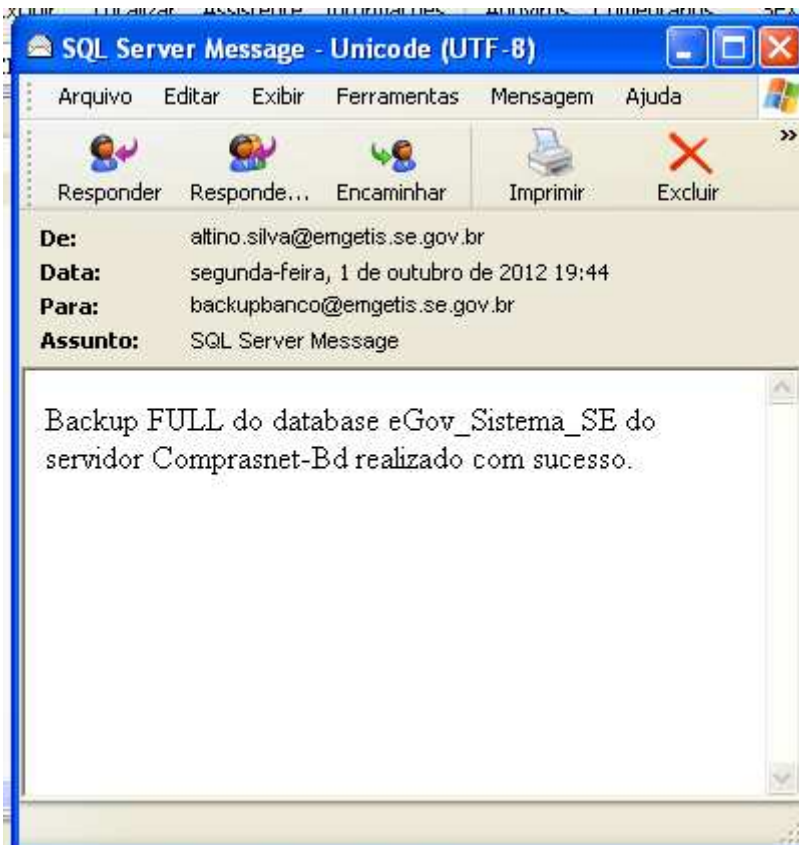 SQL Server Message - Unicode (UTF-8)
Arquivo Editar Exibir Ferramentas Mensagem Ajuda
Responder Responde... Encaminhar Imprimir Excluir
De: altino.silva@emgetis.se.gov.br
Data: segunda-feira, 1 de outubro de 2012 19:44
Para: backupbanco@emgetis.se.gov.br
Assunto: SQL Server Message
Backup FULL do database eGov_Sistema_SE do
servidor Comprasnet-Bd realizado com sucesso.